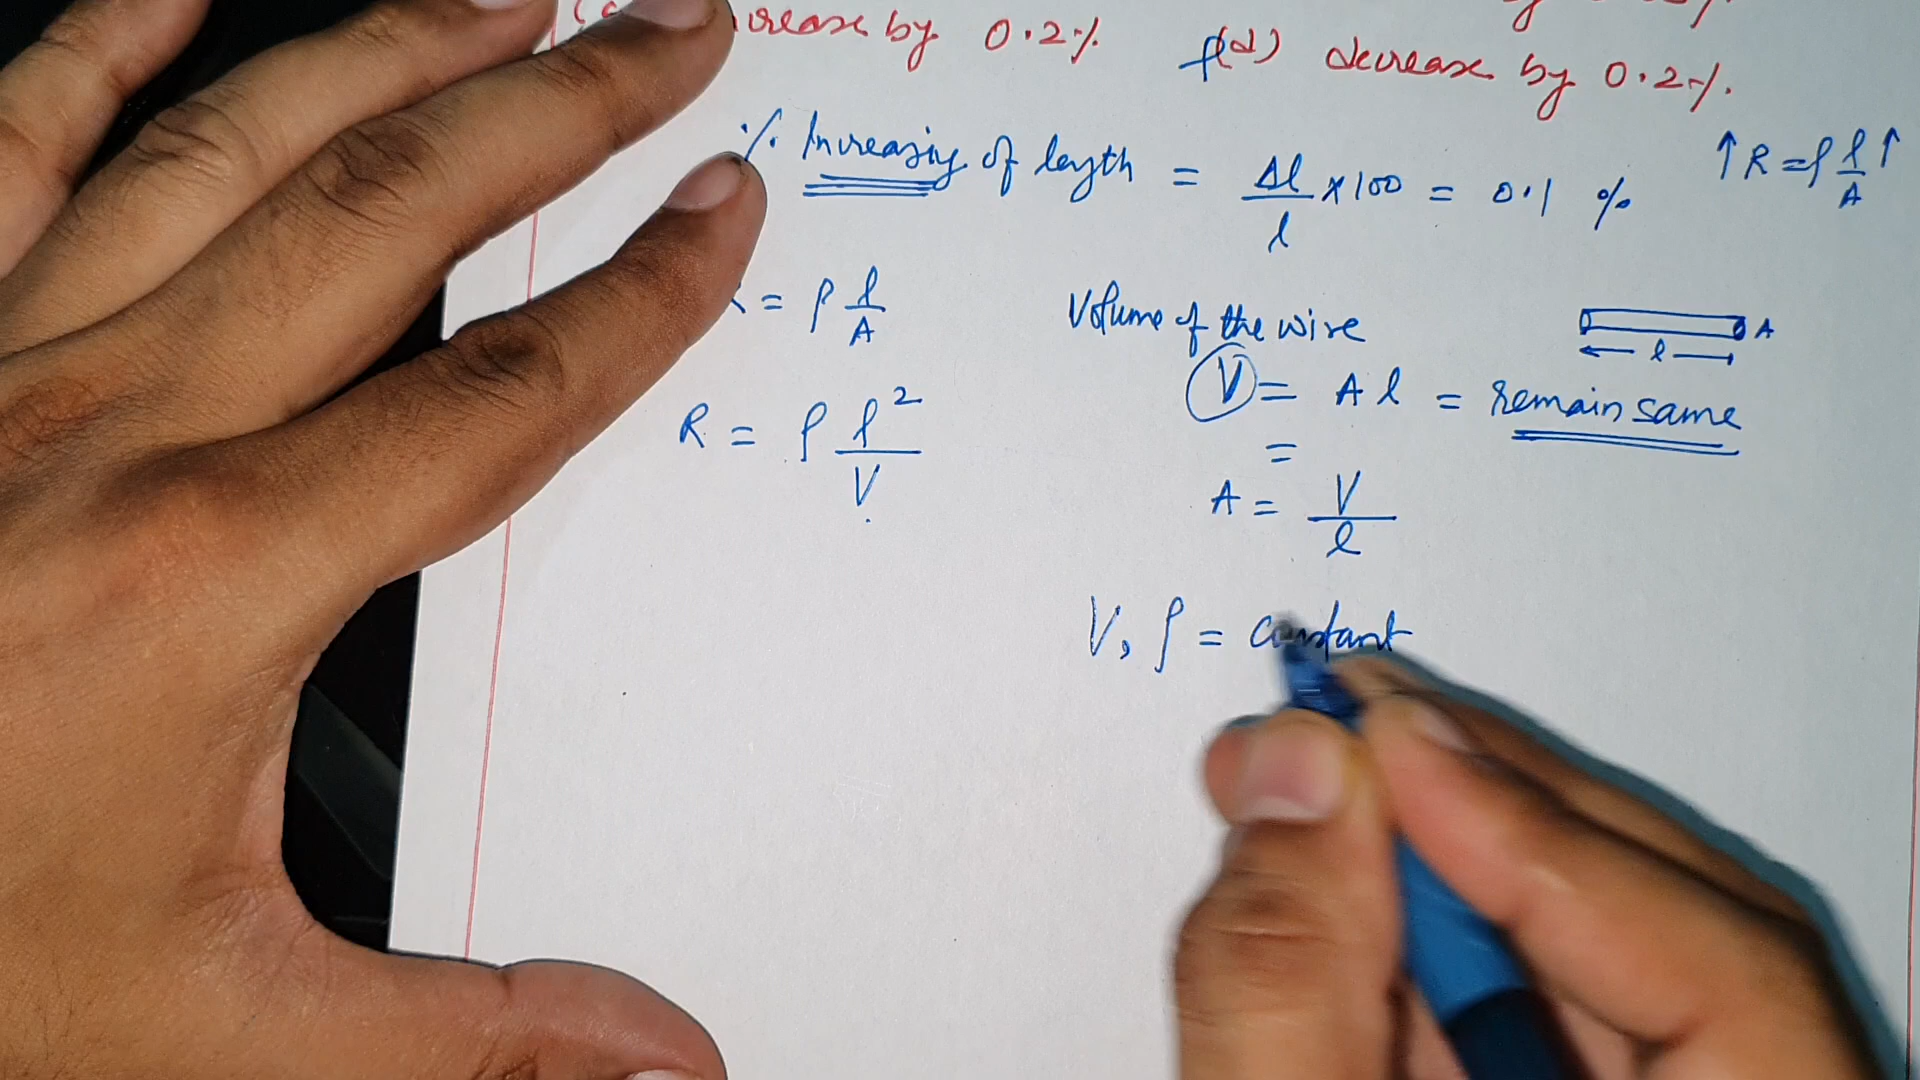 by
crease by 0.2% (d) decrease by 0.2%.
% Increasing of length = Δl/l × 100 = 0.1 %
↑ R = ρ l/A ↑
= ρ l/A
Volume of the wire
A
l
V = A l = remain same
R = ρ l²/V
=
A = V/l
V, ρ = constant